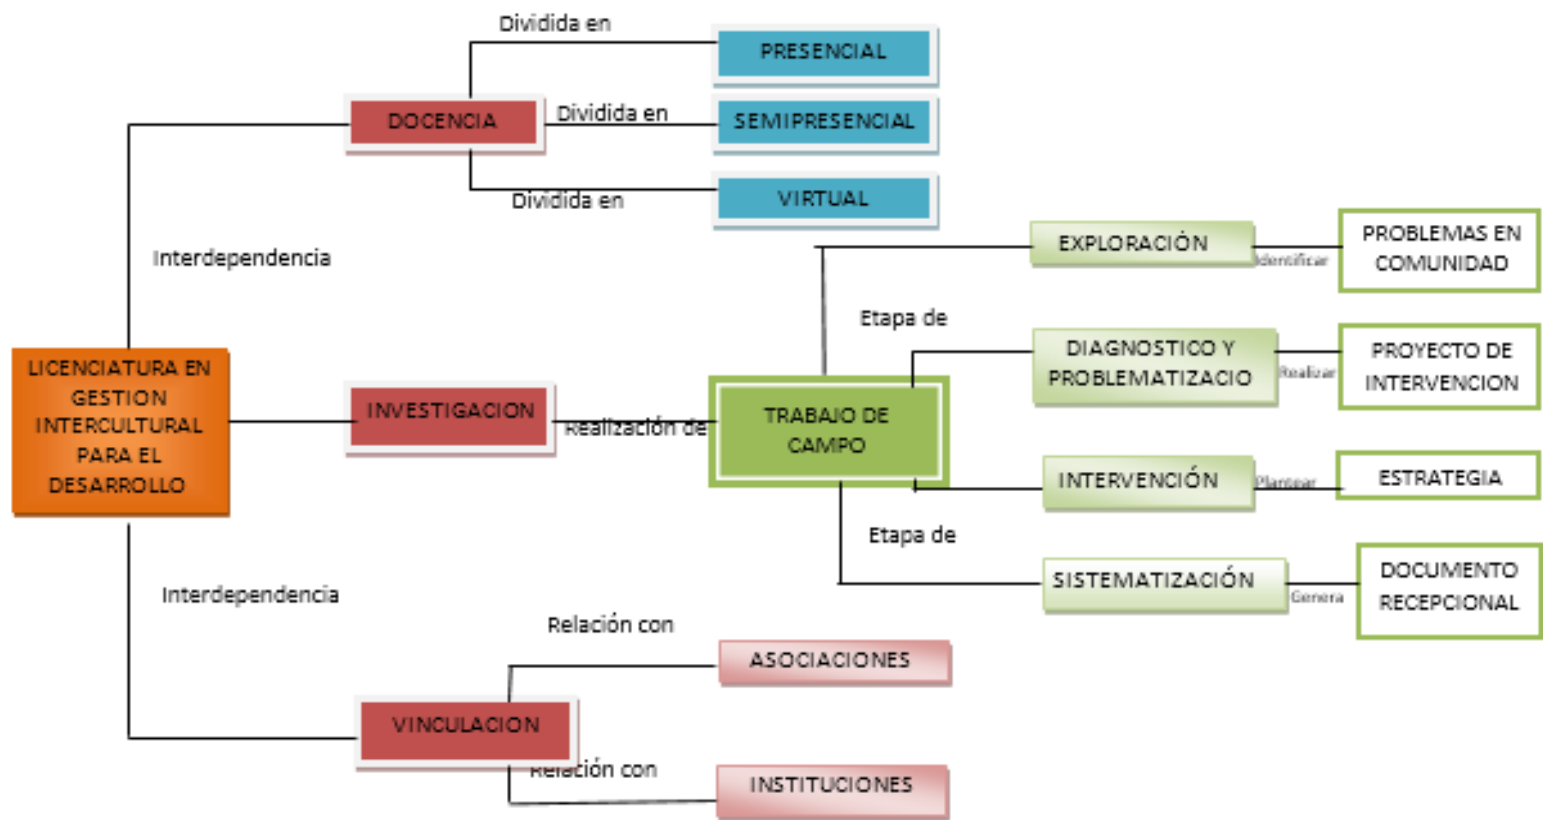 Dividida en
PRESENCIAL
DOCENCIA
Dividida en
SEMIPRESENCIAL
Dividida en
VIRTUAL
Interdependencia
EXPLORACIÓN
Identificar
PROBLEMAS EN
COMUNIDAD
Etapa de
DIAGNOSTICO Y
PROBLEMATIZACIO
Realizar
PROYECTO DE
INTERVENCION
LICENCIATURA EN
GESTION
INTERCULTURAL
PARA EL
DESARROLLO
INVESTIGACION
Realización de
TRABAJO DE
CAMPO
INTERVENCIÓN
Plantear
ESTRATEGIA
Etapa de
SISTEMATIZACIÓN
Genera
DOCUMENTO
RECEPCIONAL
Interdependencia
Relación con
ASOCIACIONES
VINCULACION
Relación con
INSTITUCIONES